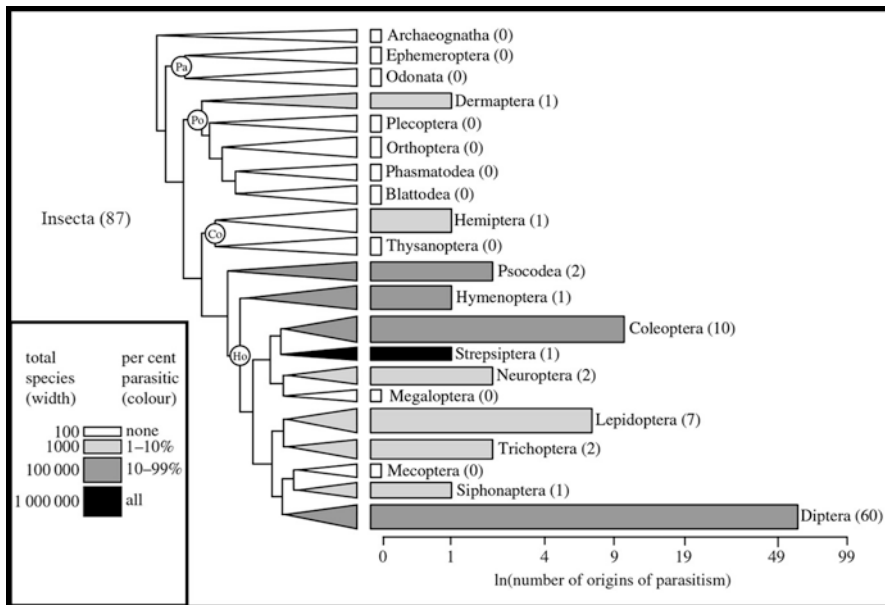 Archaeognatha (0)
Ephemeroptera (0)
Pa
Odonata (0)
Dermaptera (1)
Po
Plecoptera (0)
Orthoptera (0)
Phasmatodea (0)
Blattodea (0)
Insecta (87)
Hemiptera (1)
Co
Thysanoptera (0)
Psocodea (2)
Hymenoptera (1)
Coleoptera (10)
Ho
Strepsiptera (1)
Neuroptera (2)
Megaloptera (0)
Lepidoptera (7)
Trichoptera (2)
Mecoptera (0)
Siphonaptera (1)
Diptera (60)
total
species
(width)
per cent
parasitic
(colour)
100 none
1000 1–10%
100 000 10–99%
1 000 000 all
0 1 4 9 19 49 99
ln(number of origins of parasitism)